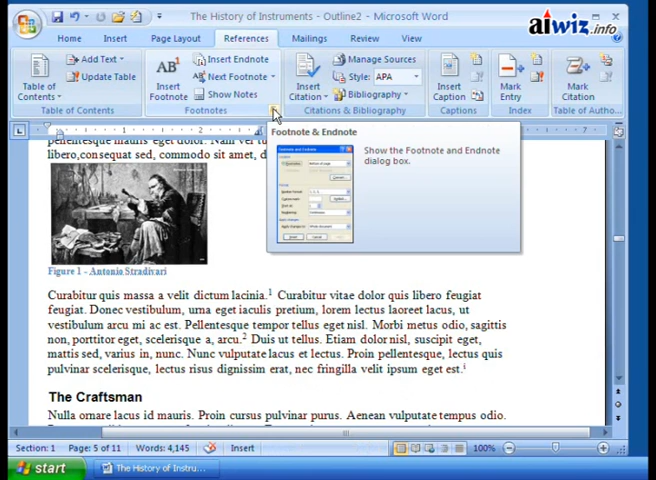 The History of Instruments - Outline2 - Microsoft Word
aiwiz.info
Home Insert Page Layout References Mailings Review View
Table of Contents
Add Text
Update Table
Insert Footnote
AB1
Insert Endnote
Next Footnote
Show Notes
Insert Citation
Manage Sources
Style: APA
Bibliography
Insert Caption
Mark Entry
Mark Citation
Table of Contents Footnotes Citations & Bibliography Captions Index Table of Autho...
Footnote & Endnote
Show the Footnote and Endnote
dialog box.
pellentesque mauris eget dolor. Nam vel
libero,consequat sed, commodo sit amet,
Figure 1 - Antonio Stradivari
Curabitur quis massa a velit dictum lacinia.1 Curabitur vitae dolor quis libero feugiat
feugiat. Donec vestibulum, urna eget iaculis pretium, lorem lectus laoreet lacus, ut
vestibulum arcu mi ac est. Pellentesque tempor tellus eget nisl. Morbi metus odio, sagittis
non, porttitor eget, scelerisque a, arcu.2 Duis ut tellus. Etiam dolor nisl, suscipit eget,
mattis sed, varius in, nunc. Nunc vulputate lacus et lectus. Proin pellentesque, lectus quis
pulvinar scelerisque, lectus risus dignissim erat, nec fringilla velit ipsum eget est.i
The Craftsman
Nulla ornare lacus id mauris. Proin cursus pulvinar purus. Aenean vulputate tempus odio.
Section: 1 Page: 5 of 11 Words: 4,145 Insert 100%
start The History of Instru...